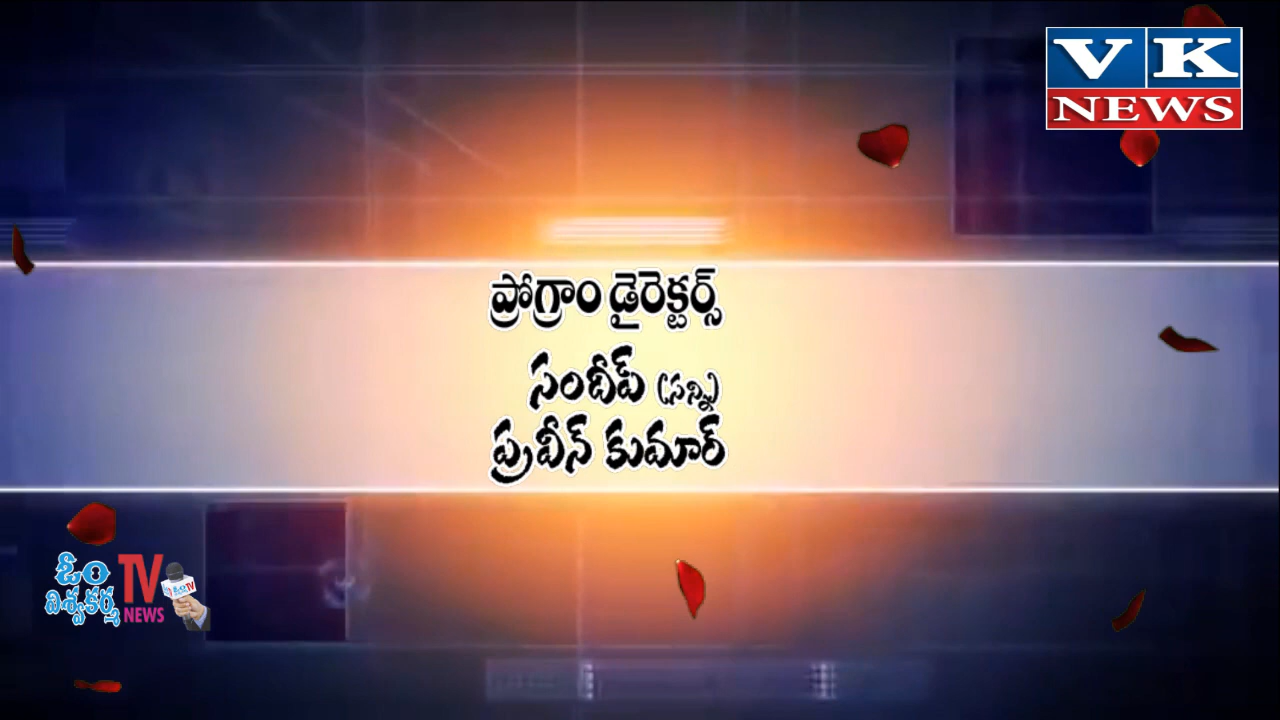 VK
NEWS
ప్రోగ్రాం డైరెక్టర్స్
సందీప్ (సన్ని)
ప్రవీన్ కుమార్
ఓం
విశ్వకర్మ
TV
NEWS